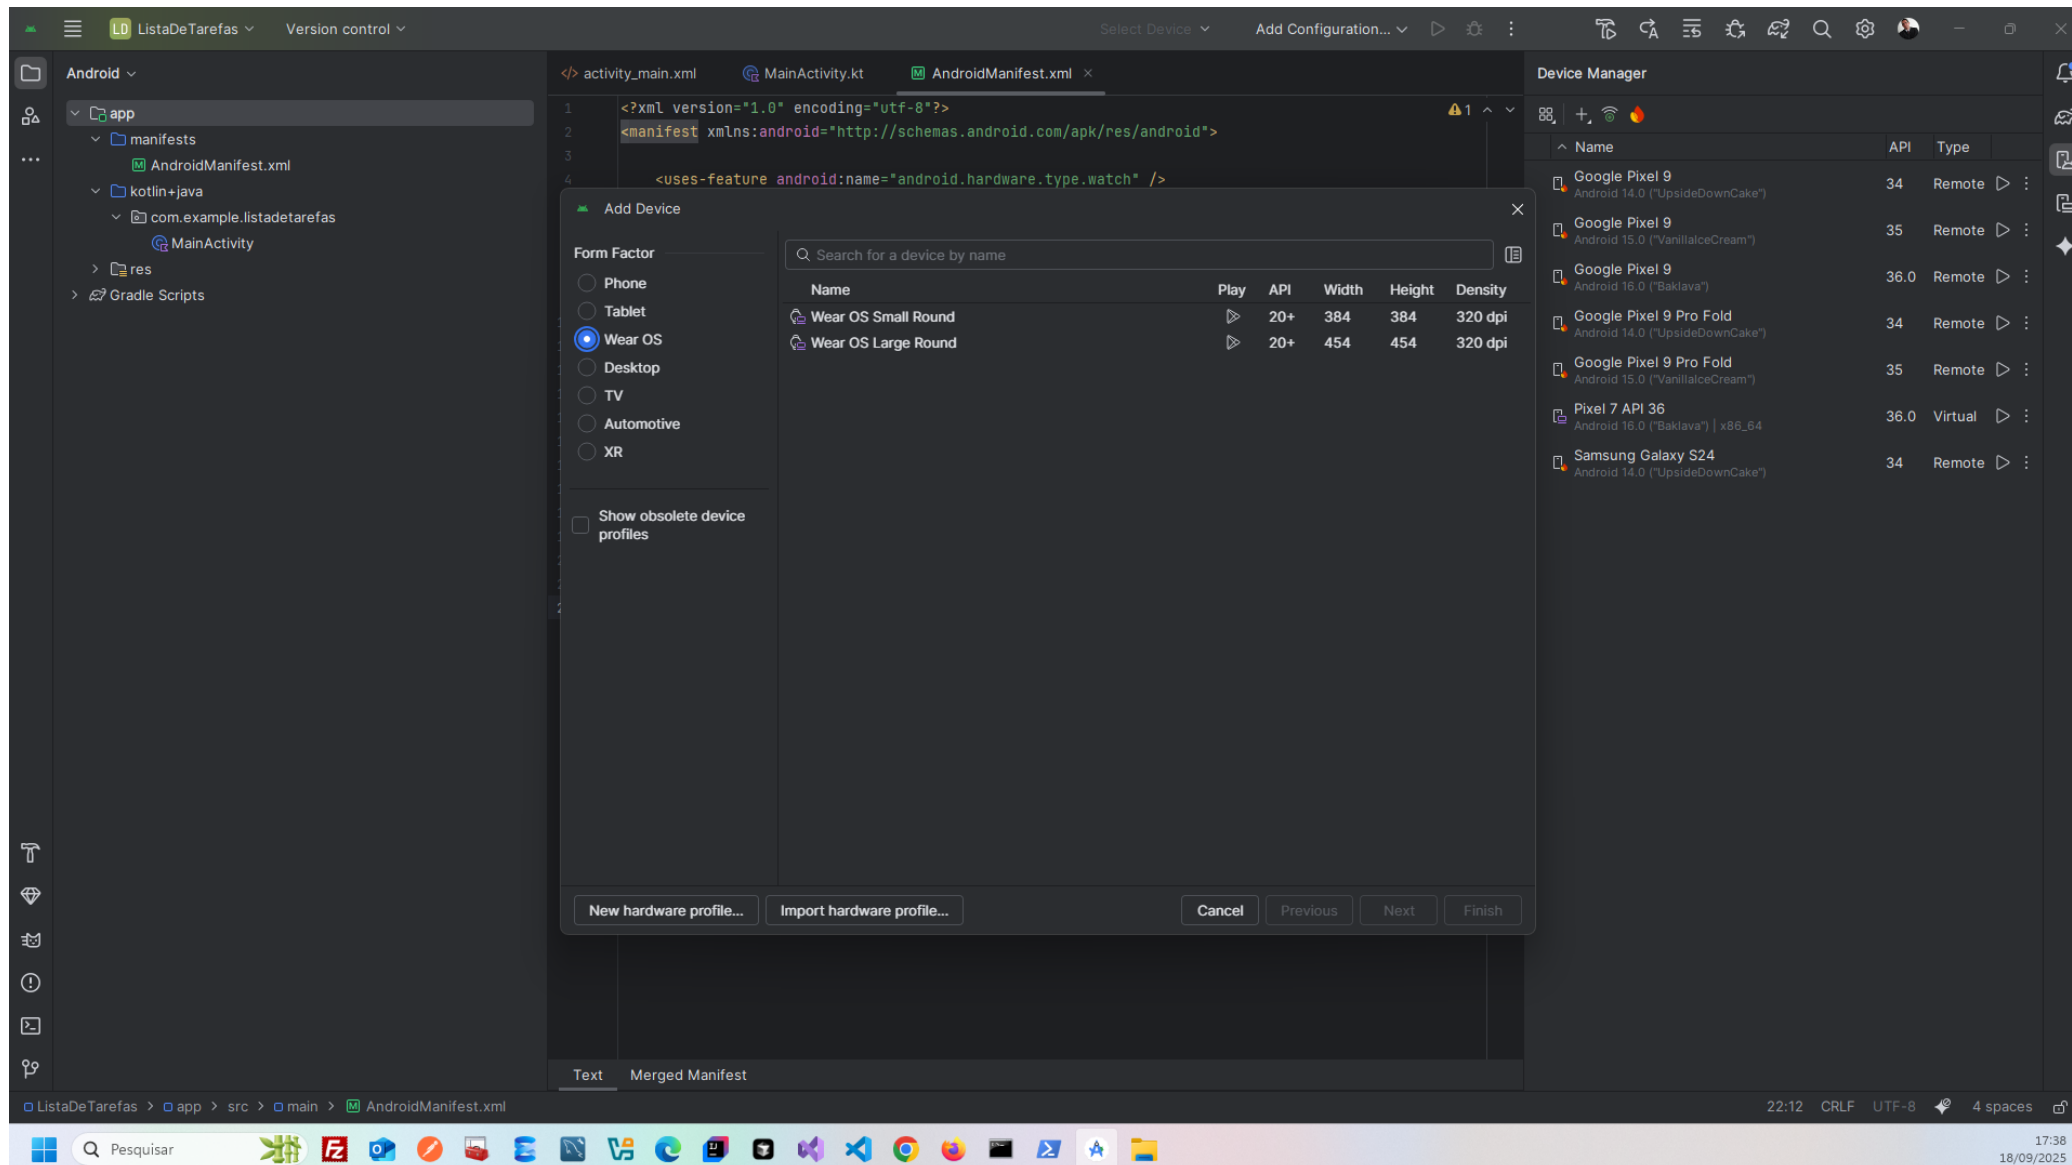 LD ListaDeTarefas Version control Select Device Add Configuration...
Android
app
manifests
AndroidManifest.xml
kotlin+java
com.example.listadetarefas
MainActivity
res
Gradle Scripts
activity_main.xml MainActivity.kt AndroidManifest.xml
1 <?xml version="1.0" encoding="utf-8"?>
2 <manifest xmlns:android="http://schemas.android.com/apk/res/android">
3
4 <uses-feature android:name="android.hardware.type.watch" />
1
Add Device
Form Factor
Phone
Tablet
Wear OS
Desktop
TV
Automotive
XR
Show obsolete device
profiles
Search for a device by name
Name Play API Width Height Density
Wear OS Small Round 20+ 384 384 320 dpi
Wear OS Large Round 20+ 454 454 320 dpi
New hardware profile... Import hardware profile... Cancel Previous Next Finish
Device Manager
Name API Type
Google Pixel 9 34 Remote
Android 14.0 ("UpsideDownCake")
Google Pixel 9 35 Remote
Android 15.0 ("VanillaIceCream")
Google Pixel 9 36.0 Remote
Android 16.0 ("Baklava")
Google Pixel 9 Pro Fold 34 Remote
Android 14.0 ("UpsideDownCake")
Google Pixel 9 Pro Fold 35 Remote
Android 15.0 ("VanillaIceCream")
Pixel 7 API 36 36.0 Virtual
Android 16.0 ("Baklava") | x86_64
Samsung Galaxy S24 34 Remote
Android 14.0 ("UpsideDownCake")
Text Merged Manifest
ListaDeTarefas > app > src > main > AndroidManifest.xml 22:12 CRLF UTF-8 4 spaces
Pesquisar
17:38
18/09/2025